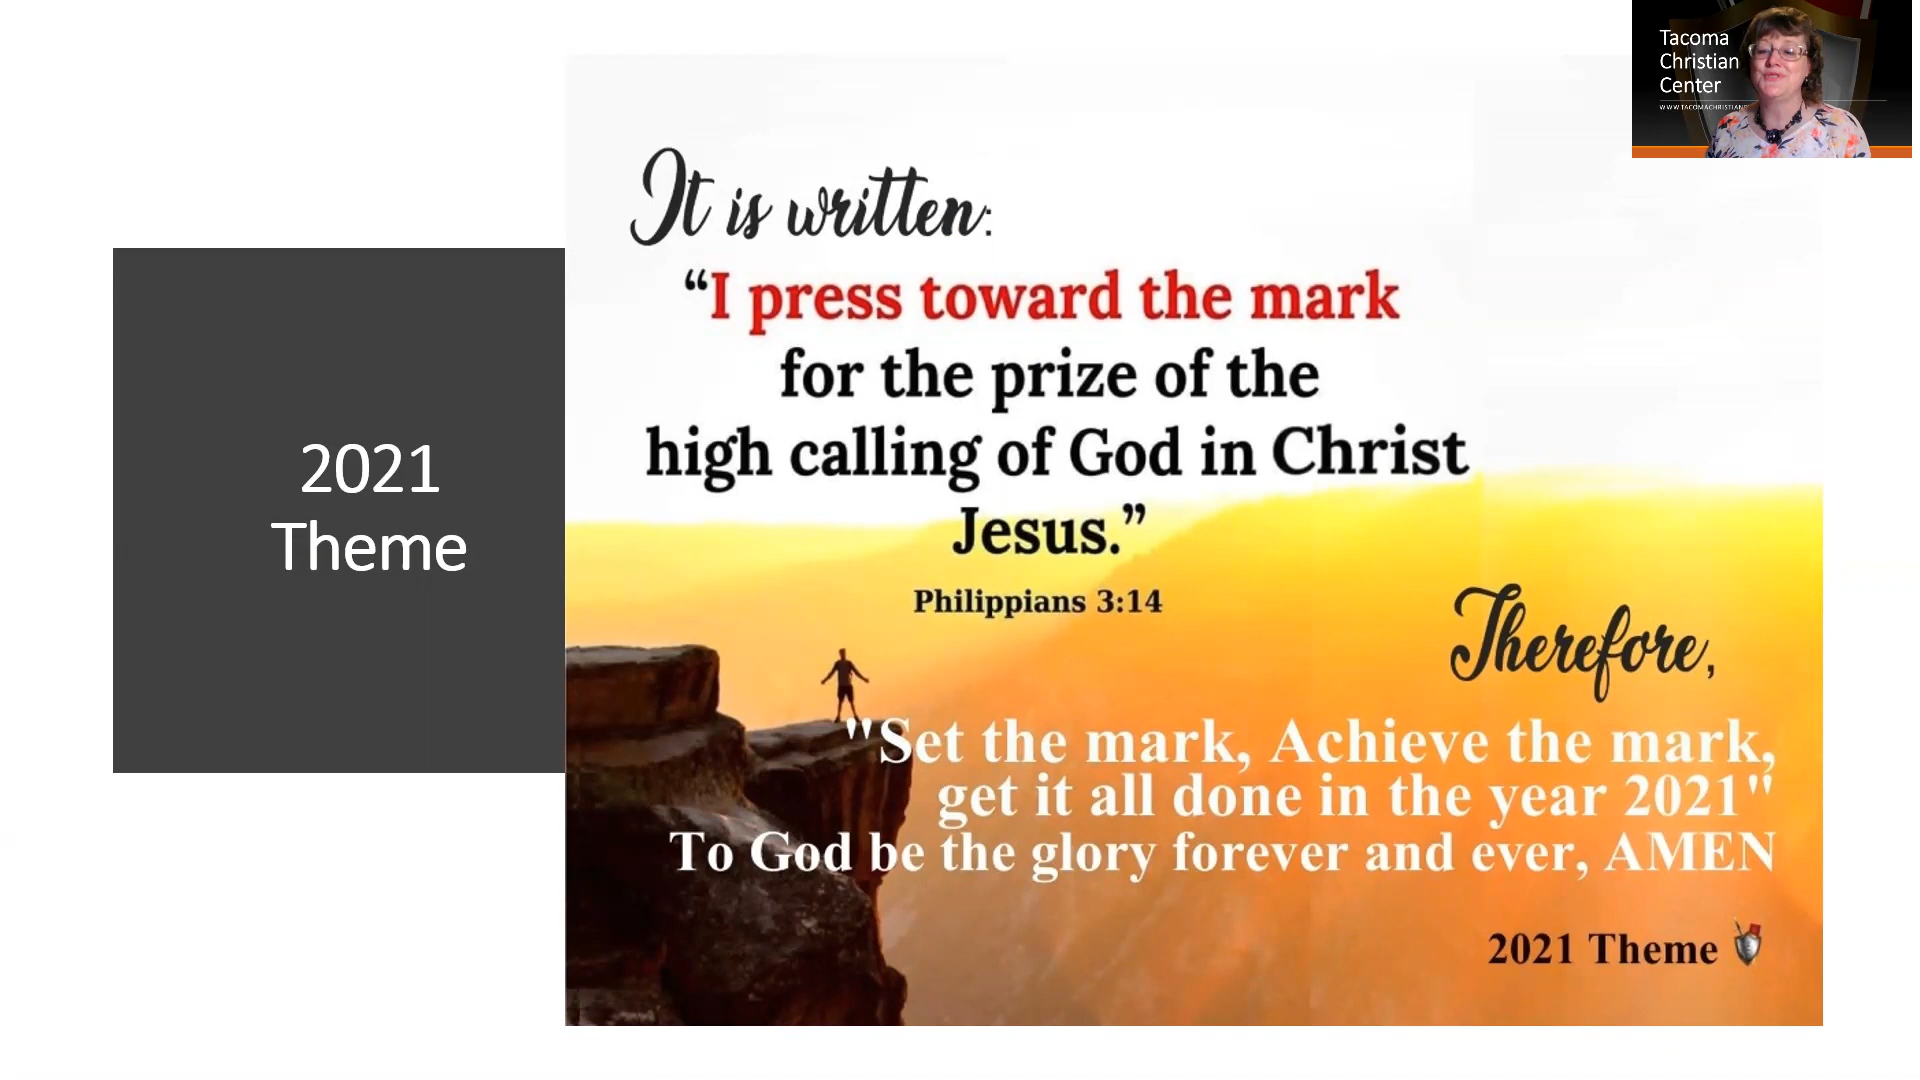 2021
Theme
It is written:
“I press toward the mark
for the prize of the
high calling of God in Christ
Jesus.”
Philippians 3:14
Therefore,
"Set the mark, Achieve the mark,
get it all done in the year 2021"
To God be the glory forever and ever, AMEN
2021 Theme
Tacoma
Christian
Center